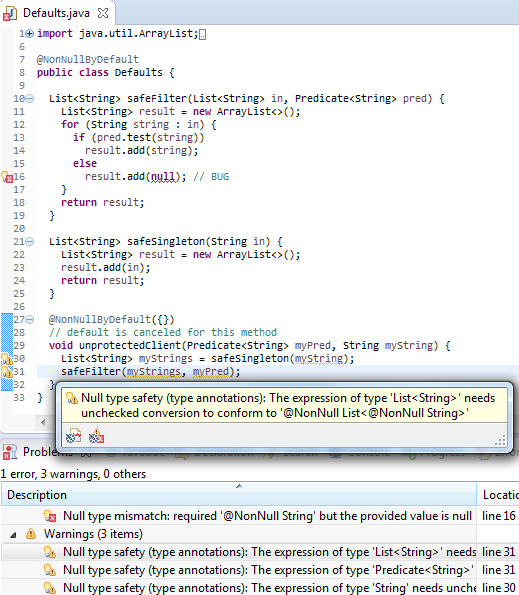 Defaults.java
1 import java.util.ArrayList;
6
7 @NonNullByDefault
8 public class Defaults {
9
10 List<String> safeFilter(List<String> in, Predicate<String> pred) {
11 List<String> result = new ArrayList<>();
12 for (String string : in) {
13 if (pred.test(string))
14 result.add(string);
15 else
16 result.add(null); // BUG
17 }
18 return result;
19 }
20
21 List<String> safeSingleton(String in) {
22 List<String> result = new ArrayList<>();
23 result.add(in);
24 return result;
25 }
26
27 @NonNullByDefault({})
28 // default is canceled for this method
29 void unprotectedClient(Predicate<String> myPred, String myString) {
30 List<String> myStrings = safeSingleton(myString);
31 safeFilter(myStrings, myPred);
32 }
33 }
Null type safety (type annotations): The expression of type 'List<String>' needs
unchecked conversion to conform to '@NonNull List<@NonNull String>'
Problems
1 error, 3 warnings, 0 others
Description Locatio
Null type mismatch: required '@NonNull String' but the provided value is null line 16
Warnings (3 items)
Null type safety (type annotations): The expression of type 'List<String>' needs line 31
Null type safety (type annotations): The expression of type 'Predicate<String>' line 31
Null type safety (type annotations): The expression of type 'String' needs unche line 30